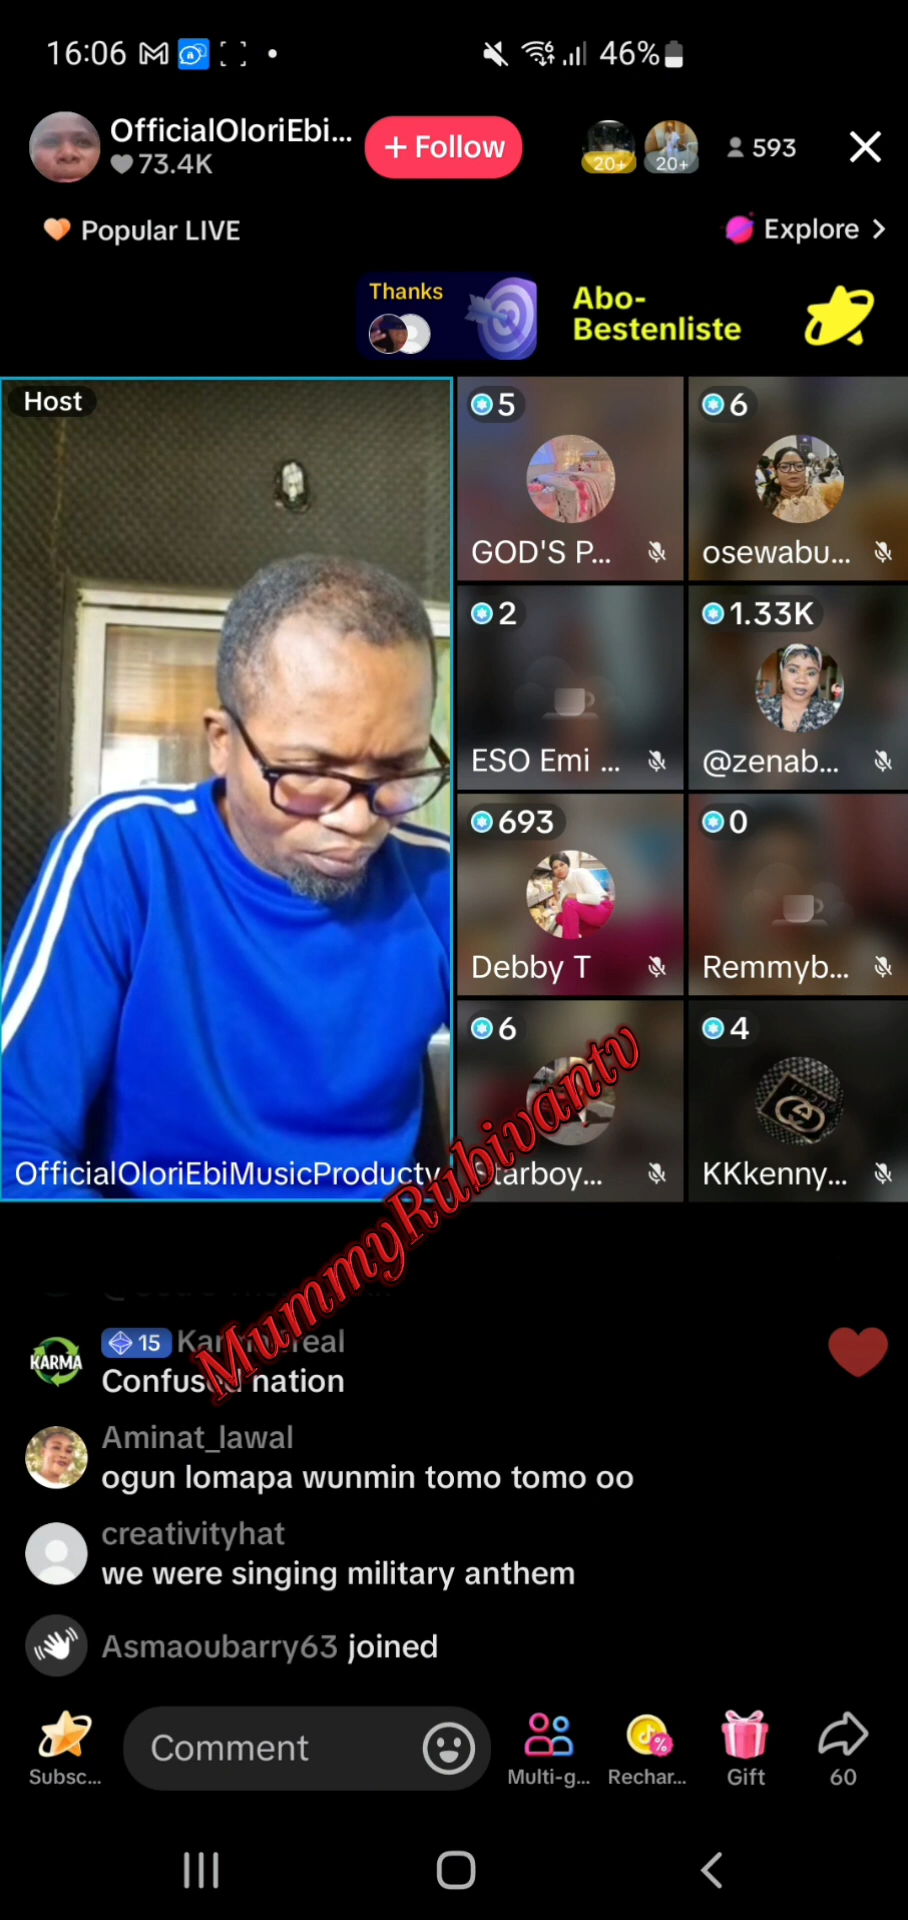 16:06
46%
OfficialOloriEbi...
73.4K
+ Follow
20+
20+
593
Popular LIVE
Explore >
Thanks
Abo-
Bestenliste
Host
5
GOD'S P...
6
osewabu...
2
ESO Emi ...
1.33K
@zenab...
693
Debby T
0
Remmyb...
6
Starboy...
4
KKkenny...
OfficialOloriEbiMusicProductv
MummyRubivantv
KARMA
15
Confused nation
Aminat_lawal
ogun lomapa wunmin tomo tomo oo
creativityhat
we were singing military anthem
Asmaoubarry63 joined
Subsc...
Comment
Multi-g...
Rechar...
Gift
60